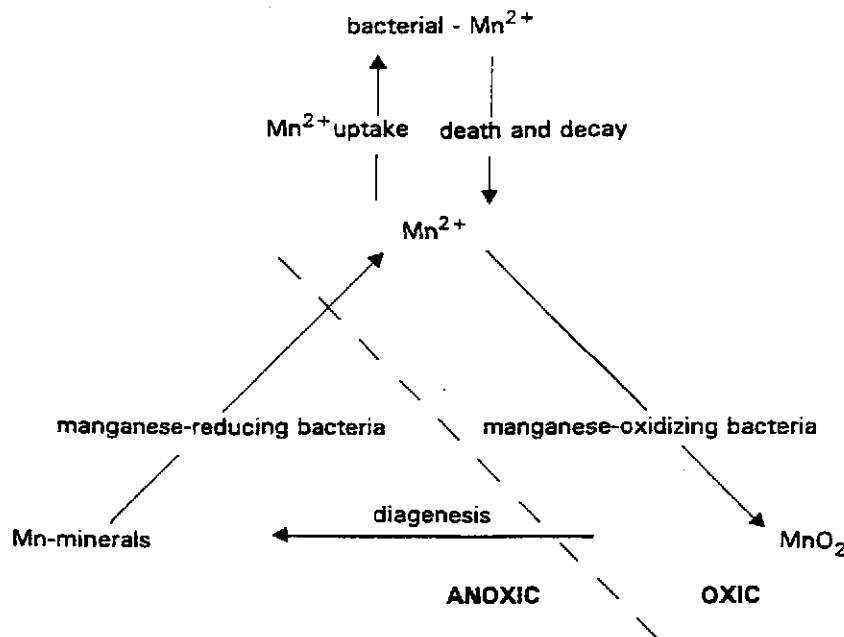 bacterial - Mn²⁺
Mn²⁺ uptake death and decay
Mn²⁺
manganese-reducing bacteria manganese-oxidizing bacteria
diagenesis
Mn-minerals MnO₂
ANOXIC OXIC